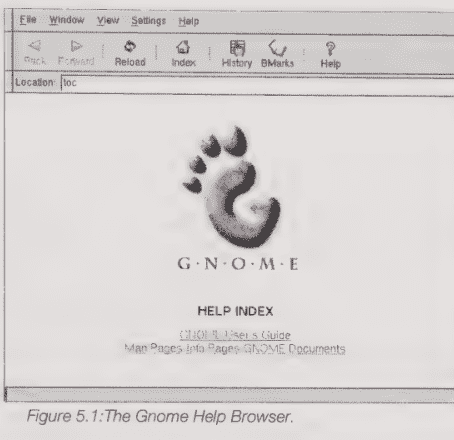 File Window View Settings Help
Back Forward Reload Index History BMarks Help
Location: toc
G·N·O·M·E
HELP INDEX
GNOME User's Guide
Man Pages Info Pages GNOME Documents
Figure 5.1:The Gnome Help Browser.